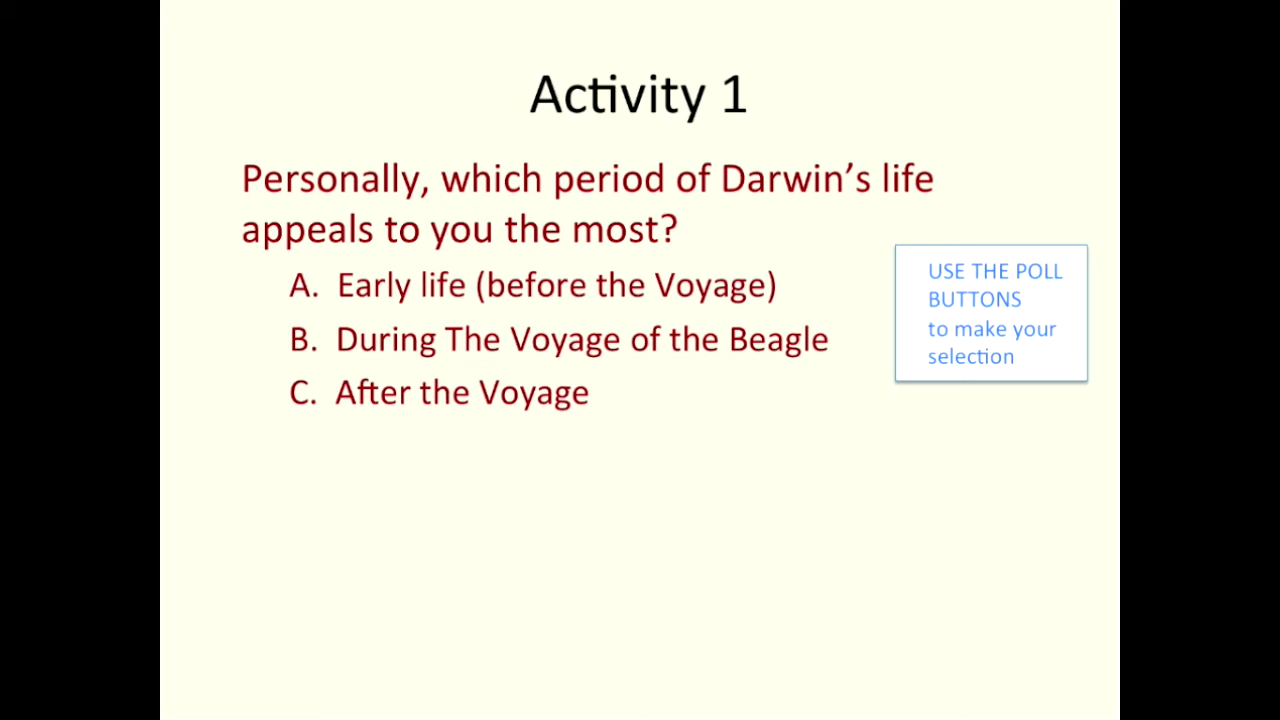 Activity 1
Personally, which period of Darwin’s life
appeals to you the most?
A. Early life (before the Voyage)
B. During The Voyage of the Beagle
C. After the Voyage
USE THE POLL
BUTTONS
to make your
selection